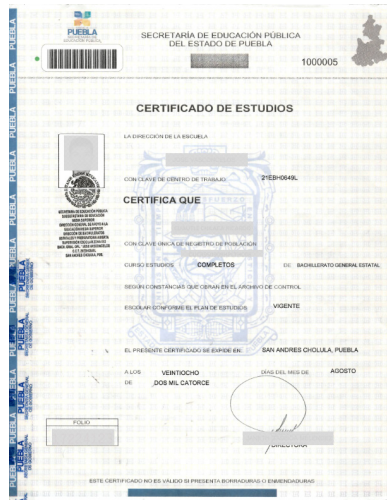 PUEBLA
SECRETARÍA DE EDUCACIÓN PÚBLICA
DEL ESTADO DE PUEBLA
1000005
CERTIFICADO DE ESTUDIOS
LA DIRECCIÓN DE LA ESCUELA
CON CLAVE DE CENTRO DE TRABAJO: 21EBH0649L
CERTIFICA QUE
CON CLAVE ÚNICA DE REGISTRO DE POBLACIÓN
CURSO ESTUDIOS COMPLETOS DE: BACHILLERATO GENERAL ESTATAL
SEGÚN CONSTANCIAS QUE OBRAN EN EL ARCHIVO DE CONTROL
ESCOLAR CONFORME EL PLAN DE ESTUDIOS VIGENTE
EL PRESENTE CERTIFICADO SE EXPIDE EN: SAN ANDRES CHOLULA, PUEBLA
A LOS VEINTIOCHO DÍAS DEL MES DE AGOSTO
DE DOS MIL CATORCE
FOLIO
DIRECTORA
ESTE CERTIFICADO NO ES VÁLIDO SI PRESENTA BORRADURAS O ENMENDADURAS